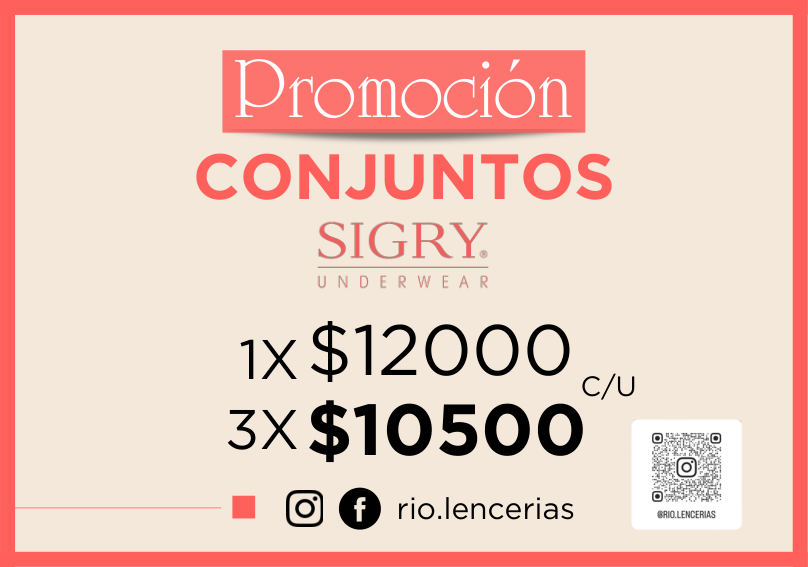 Promoción
CONJUNTOS
SIGRY®
UNDERWEAR
1X $12000
C/U
3X $10500
rio.lencerias
@RIO.LENCERIAS